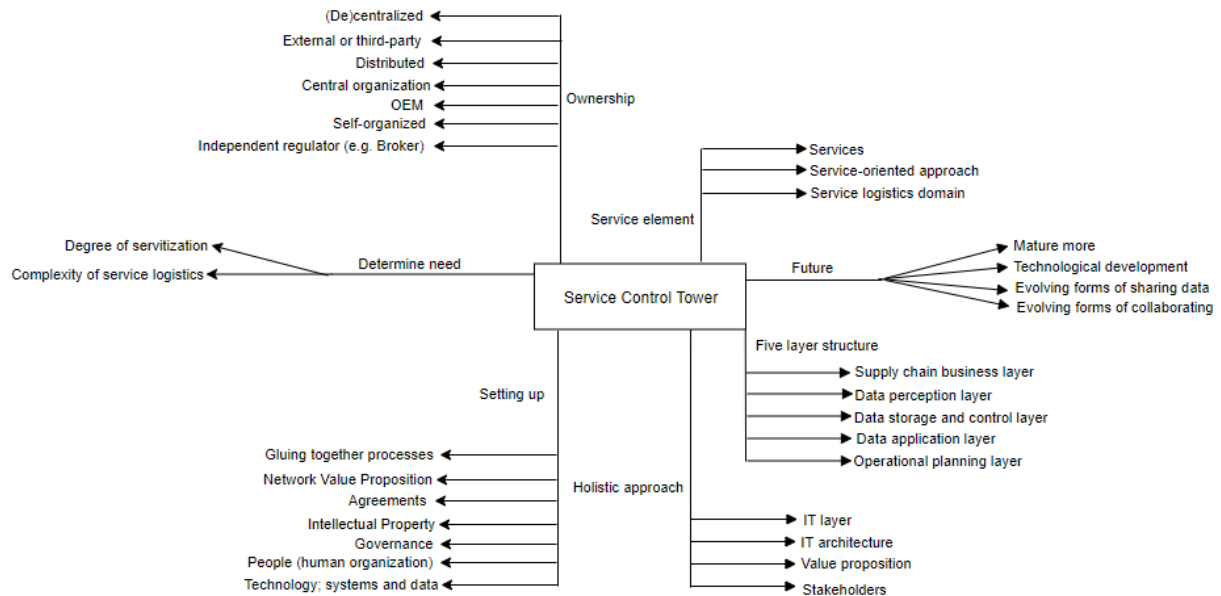 (De)centralized
External or third-party
Distributed
Central organization
OEM
Self-organized
Independent regulator (e.g. Broker)
Ownership
Services
Service-oriented approach
Service logistics domain
Service element
Degree of servitization
Complexity of service logistics
Determine need
Service Control Tower
Future
Mature more
Technological development
Evolving forms of sharing data
Evolving forms of collaborating
Five layer structure
Supply chain business layer
Data perception layer
Data storage and control layer
Data application layer
Operational planning layer
Setting up
Gluing together processes
Network Value Proposition
Agreements
Intellectual Property
Governance
People (human organization)
Technology; systems and data
Holistic approach
IT layer
IT architecture
Value proposition
Stakeholders